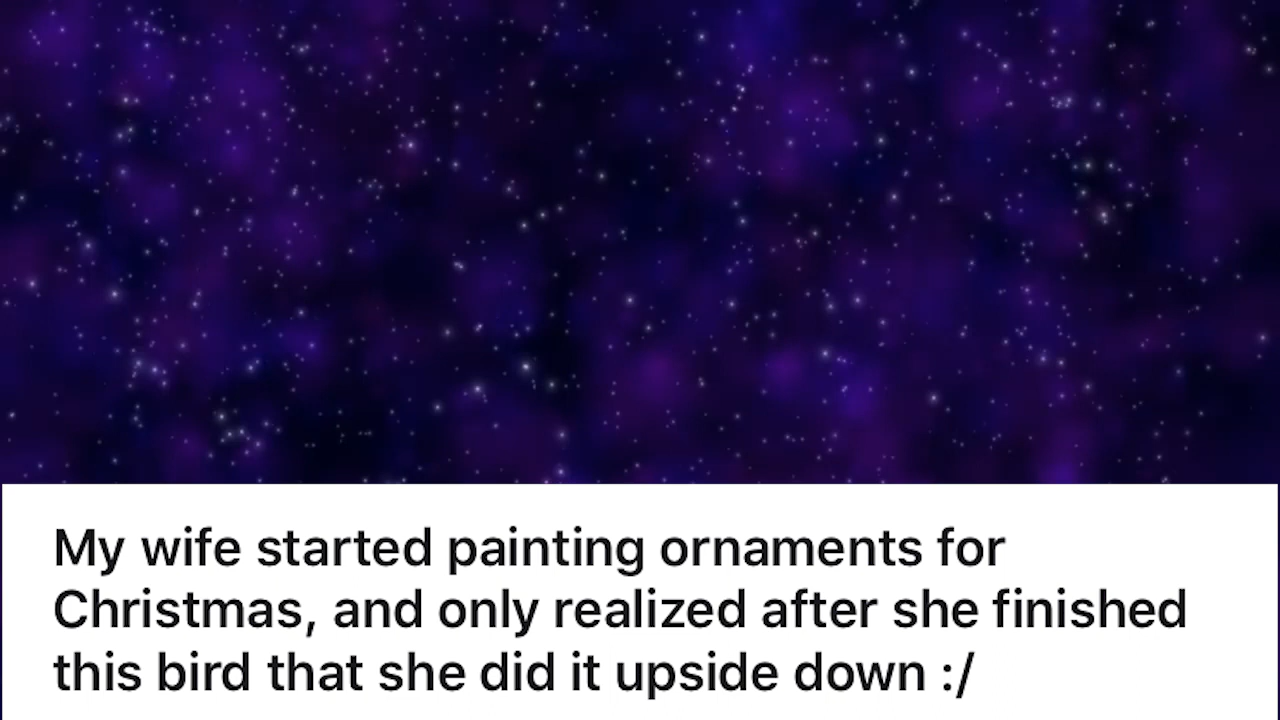 My wife started painting ornaments for
Christmas, and only realized after she finished
this bird that she did it upside down :/